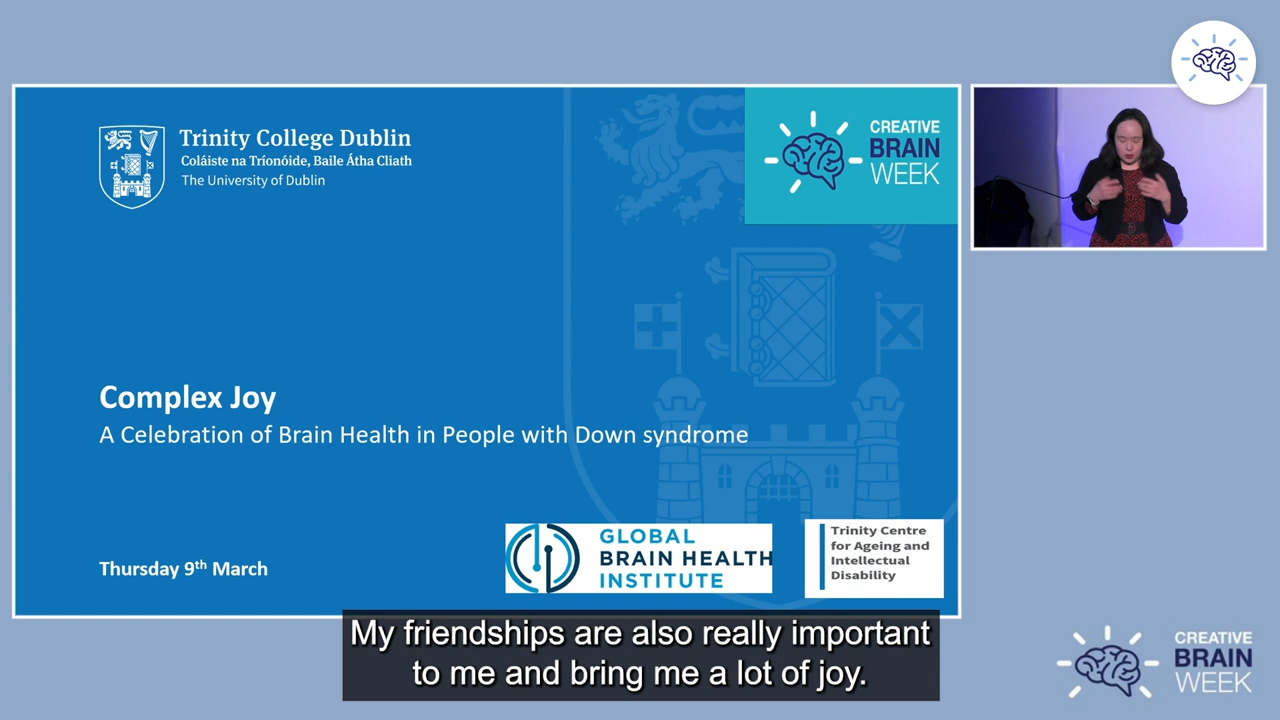 Trinity College Dublin
Coláiste na Tríonóide, Baile Átha Cliath
The University of Dublin
CREATIVE
BRAIN
WEEK
Complex Joy
A Celebration of Brain Health in People with Down syndrome
Thursday 9th March
GLOBAL
BRAIN HEALTH
INSTITUTE
Trinity Centre
for Ageing and
Intellectual
Disability
My friendships are also really important
to me and bring me a lot of joy.
CREATIVE
BRAIN
WEEK